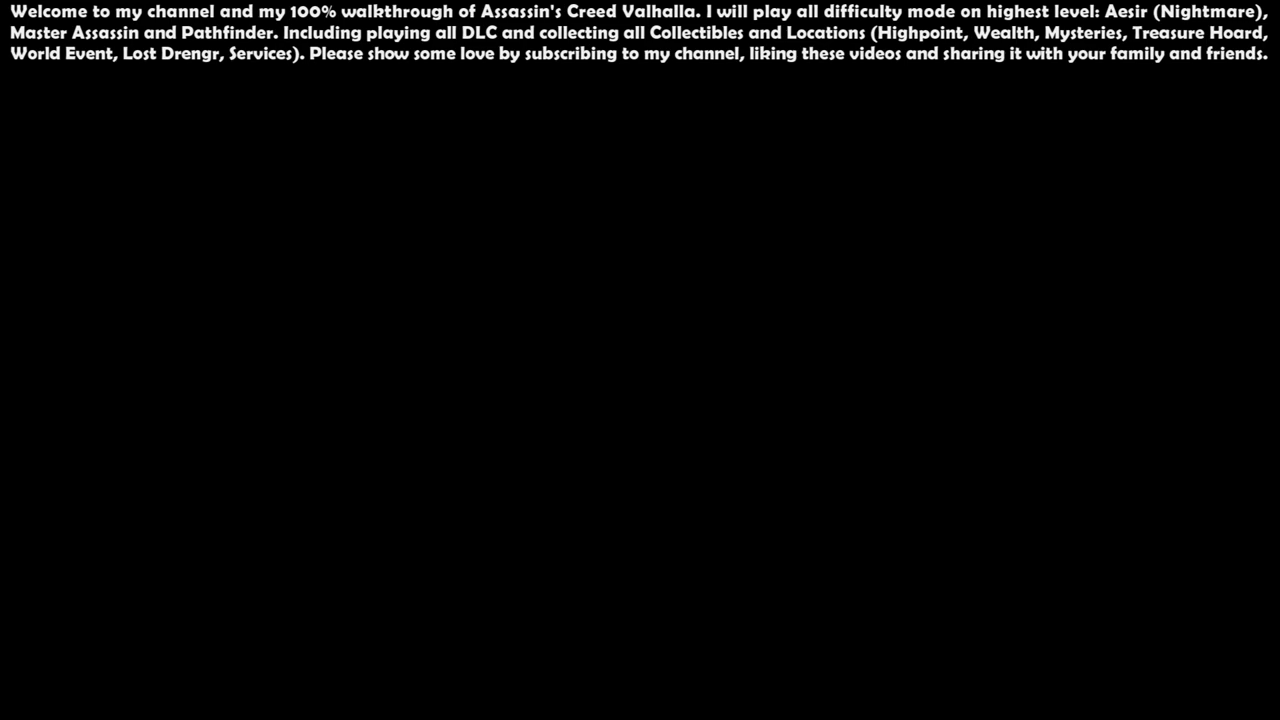 Welcome to my channel and my 100% walkthrough of Assassin's Creed Valhalla. I will play all difficulty mode on highest level: Aesir (Nightmare),
Master Assassin and Pathfinder. Including playing all DLC and collecting all Collectibles and Locations (Highpoint, Wealth, Mysteries, Treasure Hoard,
World Event, Lost Drengr, Services). Please show some love by subscribing to my channel, liking these videos and sharing it with your family and friends.